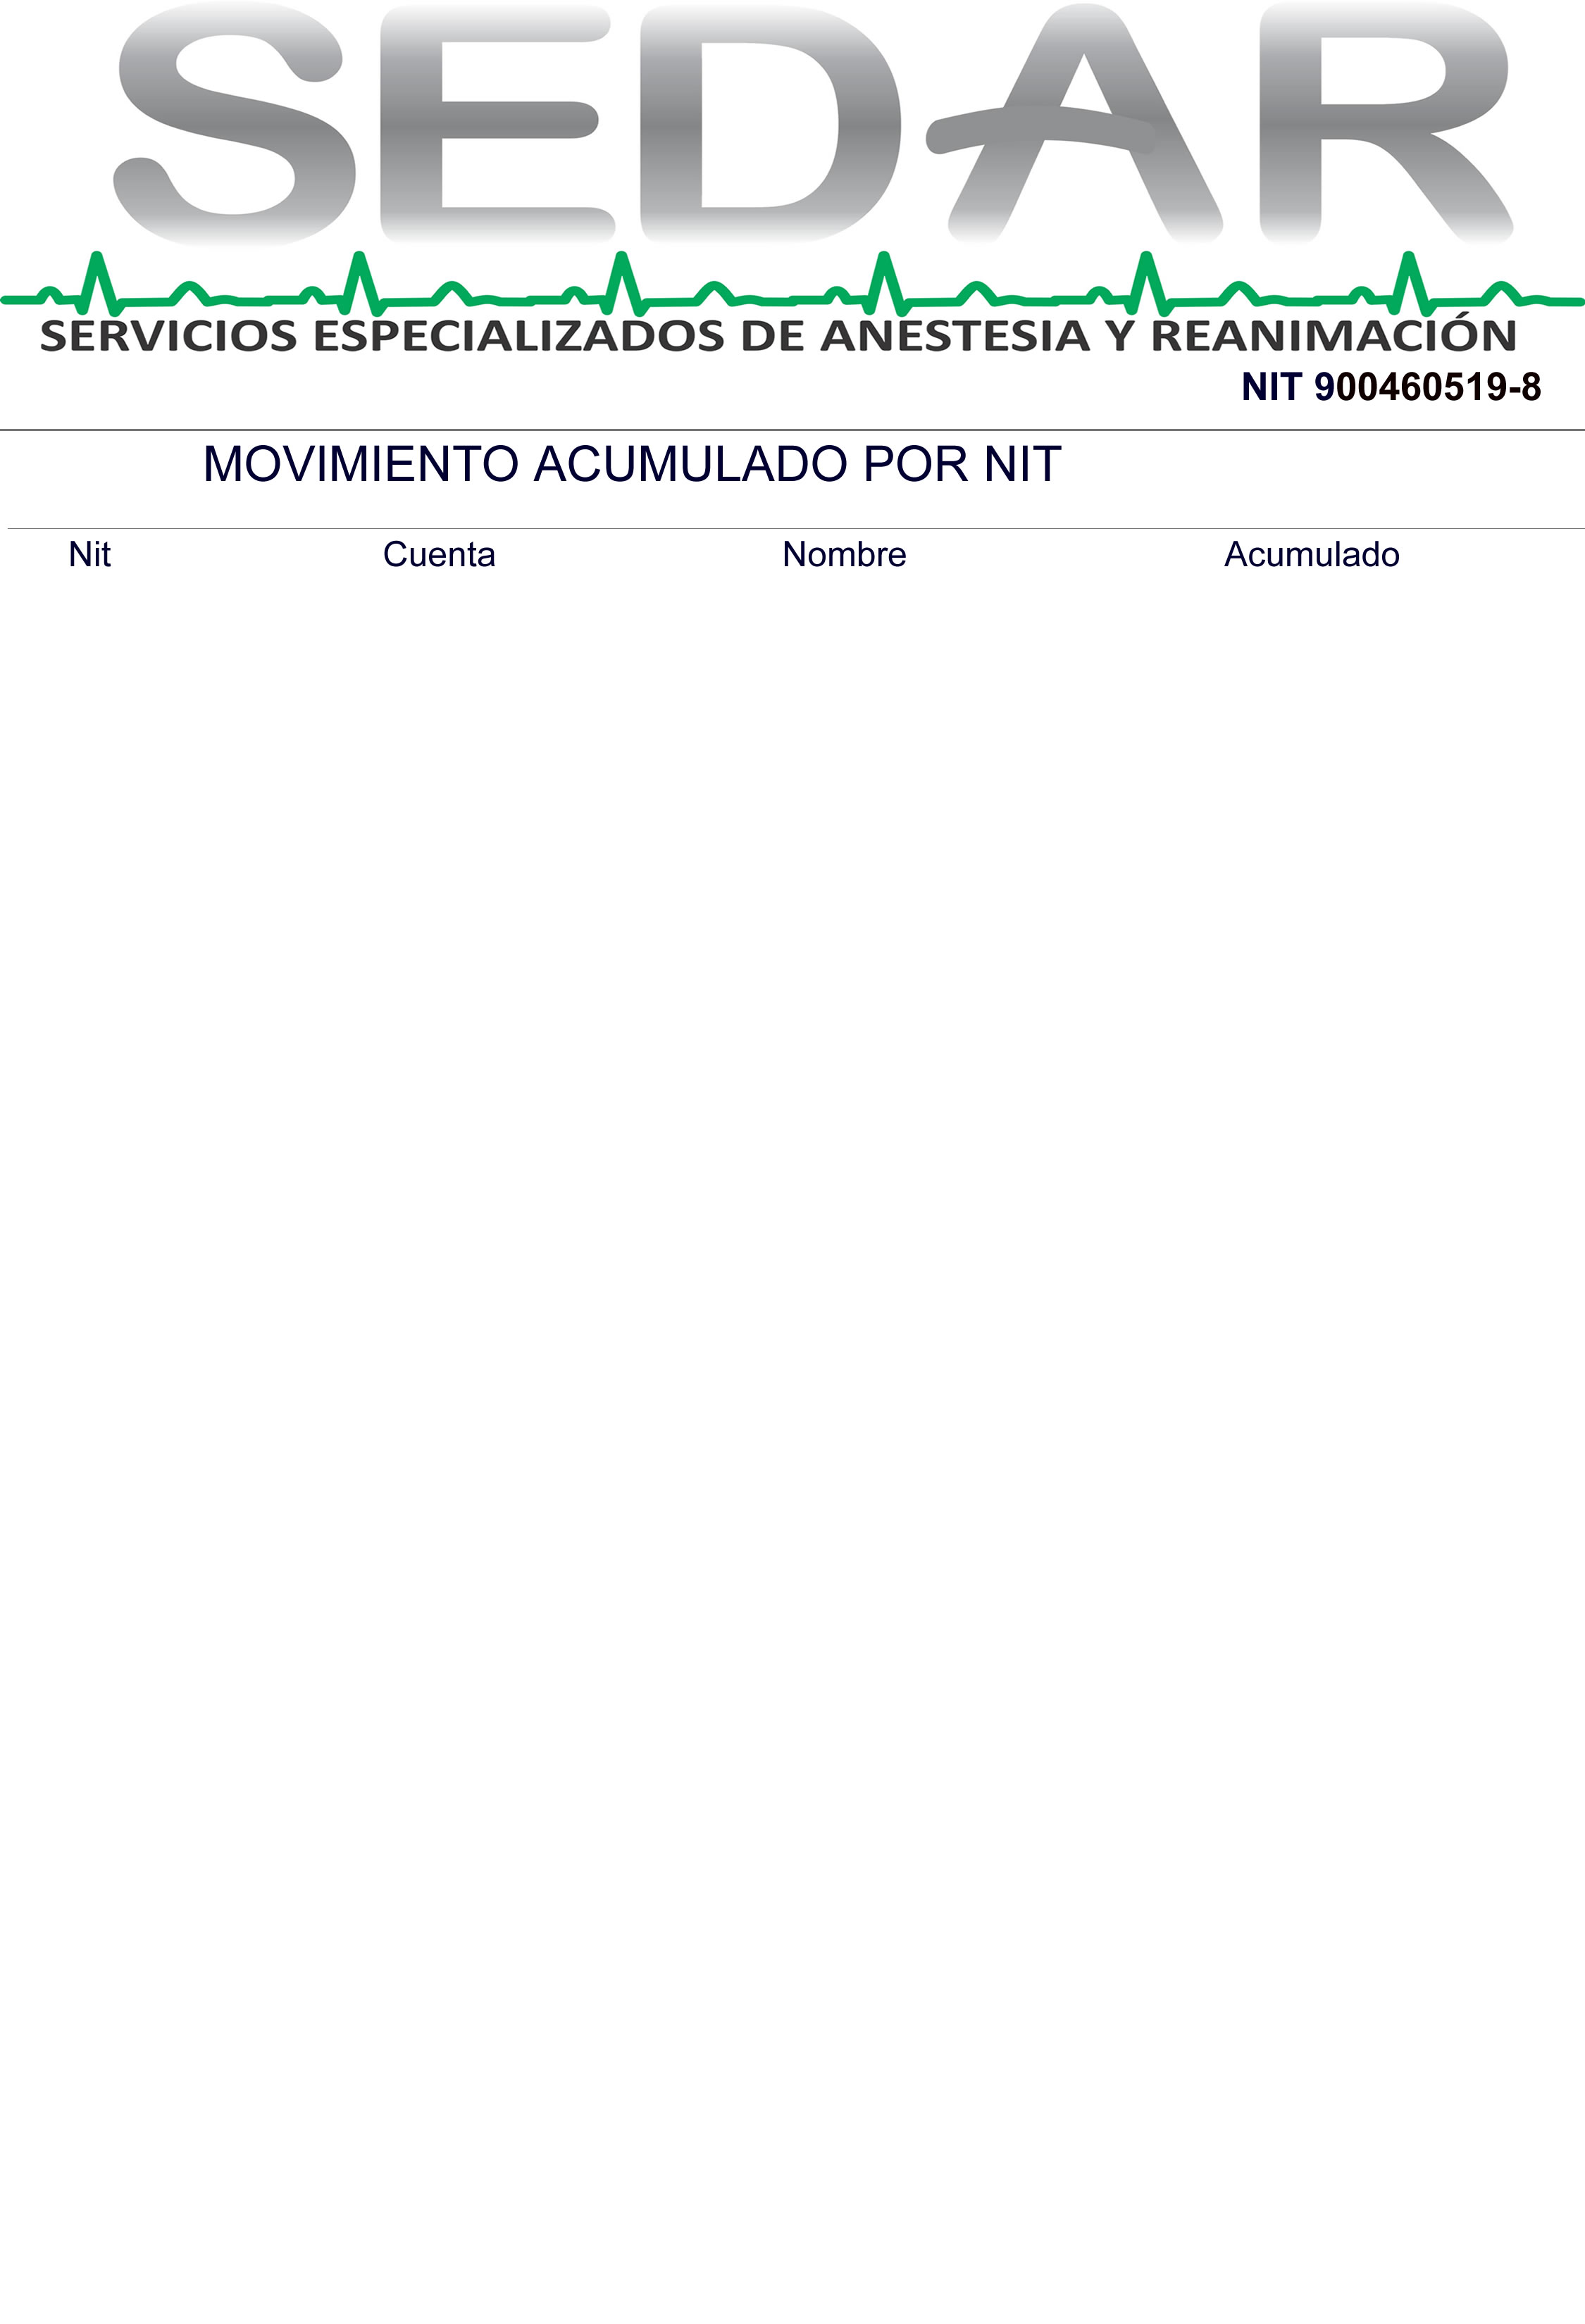 SEDAR
SERVICIOS ESPECIALIZADOS DE ANESTESIA Y REANIMACIÓN
NIT 900460519-8
MOVIMIENTO ACUMULADO POR NIT
Nit Cuenta Nombre Acumulado